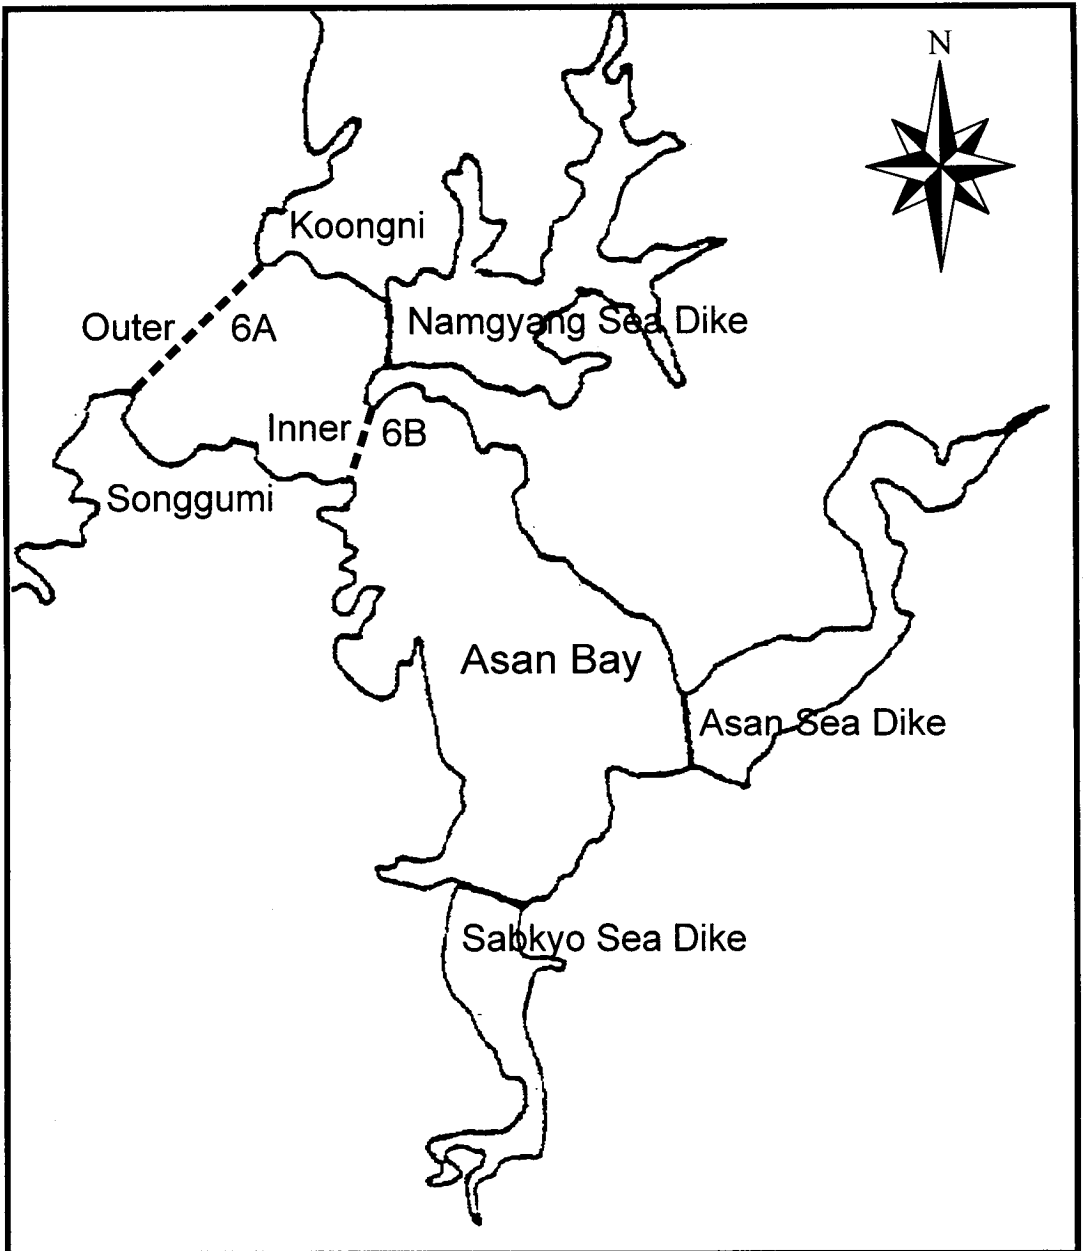 N
Koongni
Outer
6A
Namgyang Sea Dike
Inner
6B
Songgumi
Asan Bay
Asan Sea Dike
Sabkyo Sea Dike